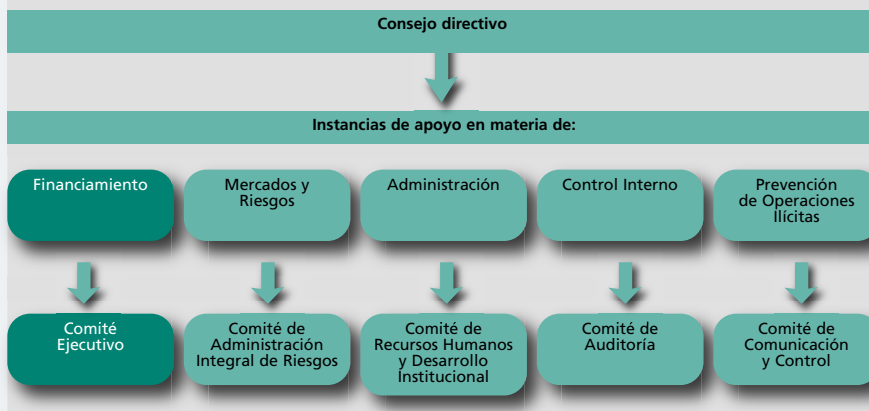 Consejo directivo
Instancias de apoyo en materia de:
Financiamiento
Mercados y
Riesgos
Administración
Control Interno
Prevención
de Operaciones
Ilícitas
Comité
Ejecutivo
Comité de
Administración
Integral de Riesgos
Comité de
Recursos Humanos
y Desarrollo
Institucional
Comité de
Auditoría
Comité de
Comunicación
y Control